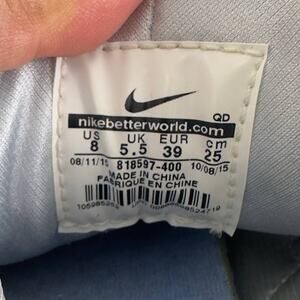 QD
nikebetterworld.com
US UK EUR cm
8 5.5 39 25
08/11/15 818597-400 10/08/15
MADE IN CHINA
FABRIQUE EN CHINE